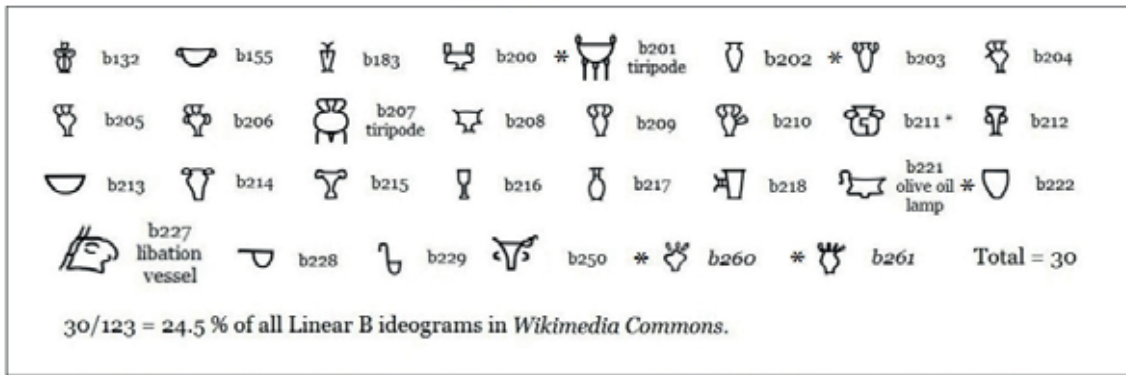 b132 b155 b183 b200 * b201 tiripode b202 * b203 b204
b205 b206 b207 tiripode b208 b209 b210 b211 * b212
b213 b214 b215 b216 b217 b218 b221 olive oil lamp * b222
b227 libation vessel b228 b229 b250 * b260 * b261 Total = 30
30/123 = 24.5 % of all Linear B ideograms in Wikimedia Commons.